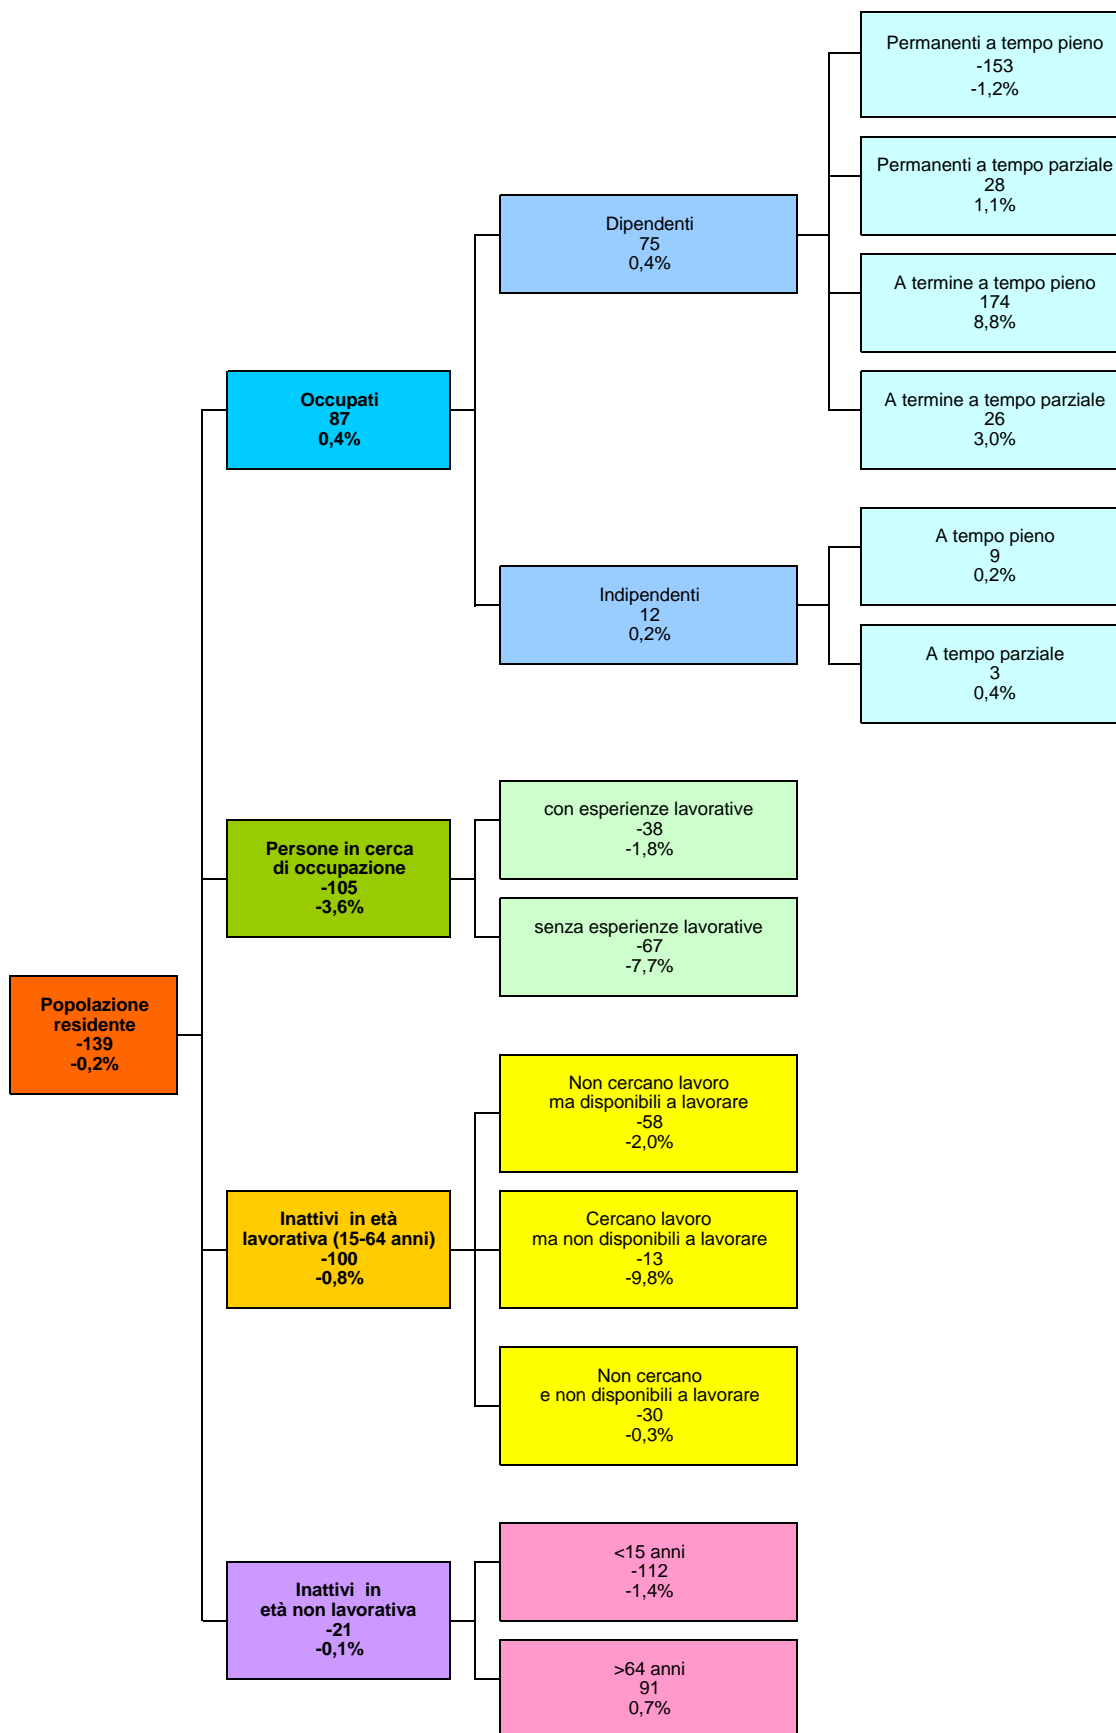 Permanenti a tempo pieno
-153
-1,2%
Permanenti a tempo parziale
28
1,1%
Dipendenti
75
0,4%
A termine a tempo pieno
174
8,8%
Occupati
87
0,4%
A termine a tempo parziale
26
3,0%
A tempo pieno
9
0,2%
Indipendenti
12
0,2%
A tempo parziale
3
0,4%
con esperienze lavorative
-38
-1,8%
Persone in cerca
di occupazione
-105
-3,6%
senza esperienze lavorative
-67
-7,7%
Popolazione
residente
-139
-0,2%
Non cercano lavoro
ma disponibili a lavorare
-58
-2,0%
Inattivi in età
lavorativa (15-64 anni)
-100
-0,8%
Cercano lavoro
ma non disponibili a lavorare
-13
-9,8%
Non cercano
e non disponibili a lavorare
-30
-0,3%
<15 anni
-112
-1,4%
Inattivi in
età non lavorativa
-21
-0,1%
>64 anni
91
0,7%